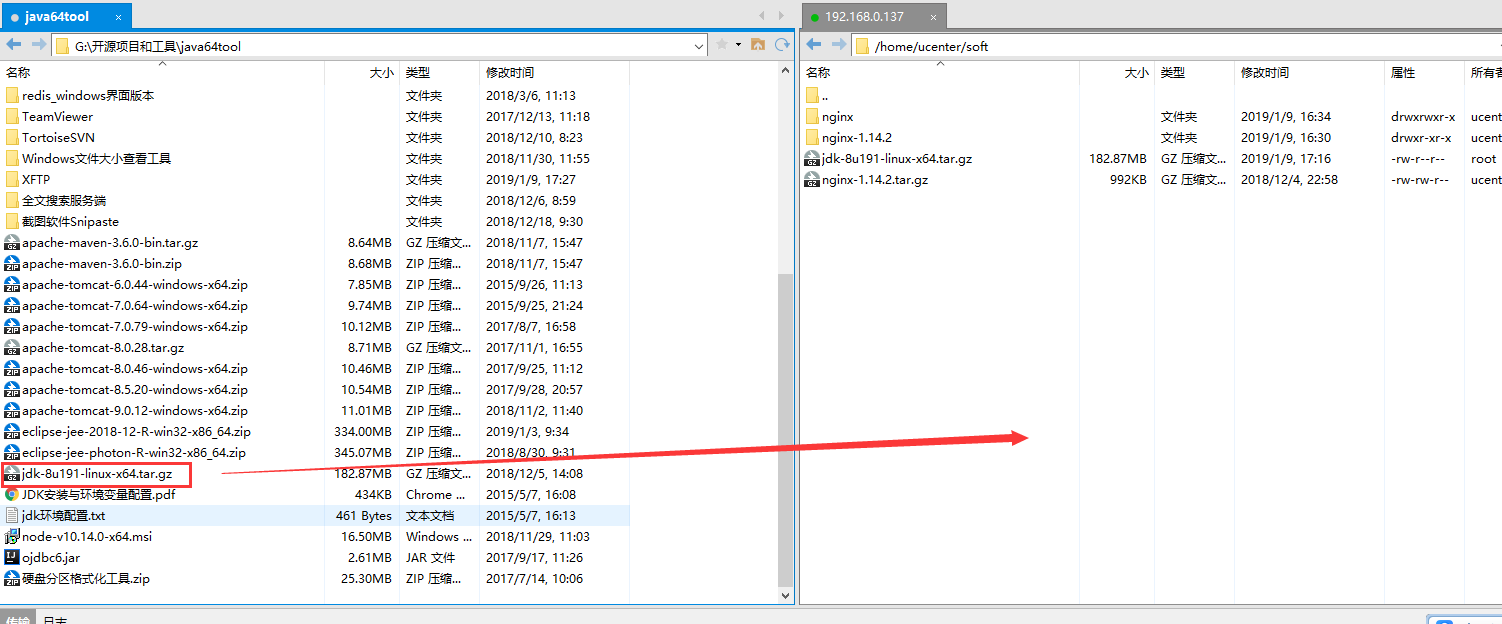 java64tool ×
G:\开源项目和工具\java64tool
名称 大小 类型 修改时间
redis_windows界面版本 文件夹 2018/3/6, 11:13
TeamViewer 文件夹 2017/12/13, 11:18
TortoiseSVN 文件夹 2018/12/10, 8:23
Windows文件大小查看工具 文件夹 2018/11/30, 11:55
XFTP 文件夹 2019/1/9, 17:27
全文搜索服务端 文件夹 2018/12/6, 8:59
截图软件Snipaste 文件夹 2018/12/18, 9:30
apache-maven-3.6.0-bin.tar.gz 8.64MB GZ 压缩文... 2018/11/7, 15:47
apache-maven-3.6.0-bin.zip 8.68MB ZIP 压缩... 2018/11/7, 15:47
apache-tomcat-6.0.44-windows-x64.zip 7.85MB ZIP 压缩... 2015/9/26, 11:13
apache-tomcat-7.0.64-windows-x64.zip 9.74MB ZIP 压缩... 2015/9/25, 21:24
apache-tomcat-7.0.79-windows-x64.zip 10.12MB ZIP 压缩... 2017/8/7, 16:58
apache-tomcat-8.0.28.tar.gz 8.71MB GZ 压缩文... 2017/11/1, 16:55
apache-tomcat-8.0.46-windows-x64.zip 10.46MB ZIP 压缩... 2017/9/25, 11:12
apache-tomcat-8.5.20-windows-x64.zip 10.54MB ZIP 压缩... 2017/9/28, 20:57
apache-tomcat-9.0.12-windows-x64.zip 11.01MB ZIP 压缩... 2018/11/2, 11:40
eclipse-jee-2018-12-R-win32-x86_64.zip 334.00MB ZIP 压缩... 2019/1/3, 9:34
eclipse-jee-photon-R-win32-x86_64.zip 345.07MB ZIP 压缩... 2018/8/30, 9:31
jdk-8u191-linux-x64.tar.gz 182.87MB GZ 压缩文... 2018/12/5, 14:08
JDK安装与环境变量配置.pdf 434KB Chrome ... 2015/5/7, 16:08
jdk环境配置.txt 461 Bytes 文本文档 2015/5/7, 16:13
node-v10.14.0-x64.msi 16.50MB Windows ... 2018/11/29, 11:03
ojdbc6.jar 2.61MB JAR 文件 2017/9/17, 11:26
硬盘分区格式化工具.zip 25.30MB ZIP 压缩... 2017/7/14, 10:06
传输 日志
192.168.0.137 ×
/home/ucenter/soft
名称 大小 类型 修改时间 属性 所有者
..
nginx 文件夹 2019/1/9, 16:34 drwxrwxr-x ucent
nginx-1.14.2 文件夹 2019/1/9, 16:30 drwxr-xr-x ucent
jdk-8u191-linux-x64.tar.gz 182.87MB GZ 压缩文... 2019/1/9, 17:16 -rw-r--r-- root
nginx-1.14.2.tar.gz 992KB GZ 压缩文... 2018/12/4, 22:58 -rw-rw-r-- ucent